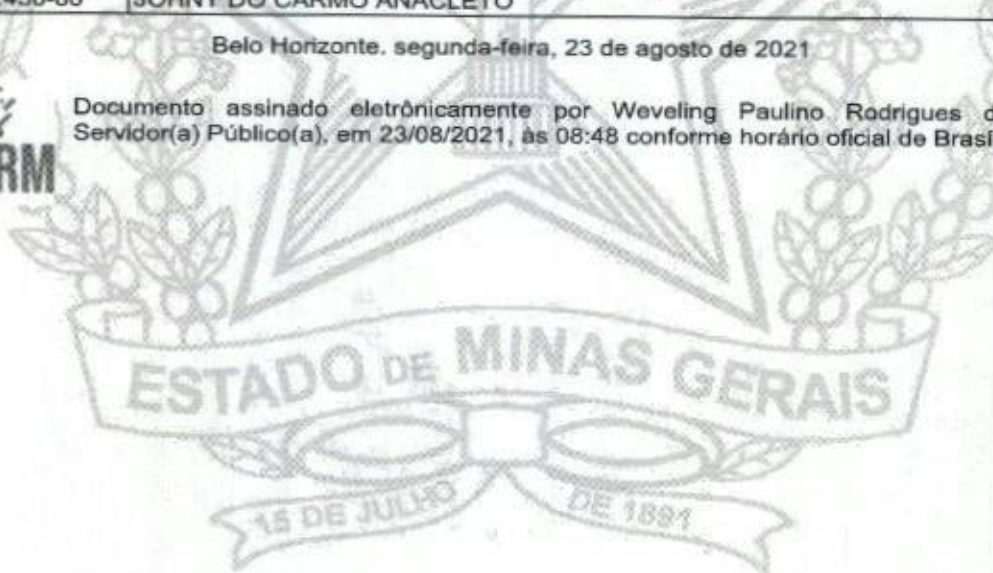 JOHNY DO CARMO ANACLETO
Belo Horizonte. segunda-feira, 23 de agosto de 2021
Documento assinado eletrônicamente por Weveling Paulino Rodrigues d
Servidor(a) Público(a), em 23/08/2021, às 08:48 conforme horário oficial de Brasí
RM
ESTADO DE MINAS GERAIS
15 DE JULHO DE 1891